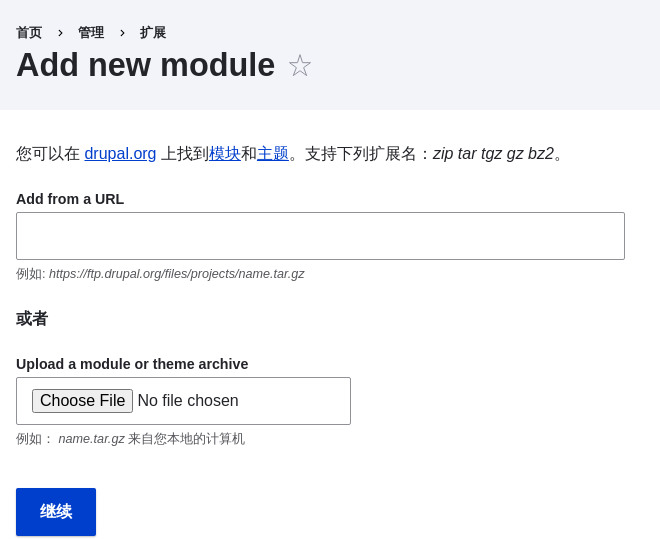 首页 › 管理 › 扩展
Add new module ☆
您可以在 drupal.org 上找到模块和主题。支持下列扩展名：zip tar tgz gz bz2。
Add from a URL
例如: https://ftp.drupal.org/files/projects/name.tar.gz
或者
Upload a module or theme archive
Choose File No file chosen
例如： name.tar.gz 来自您本地的计算机
继续